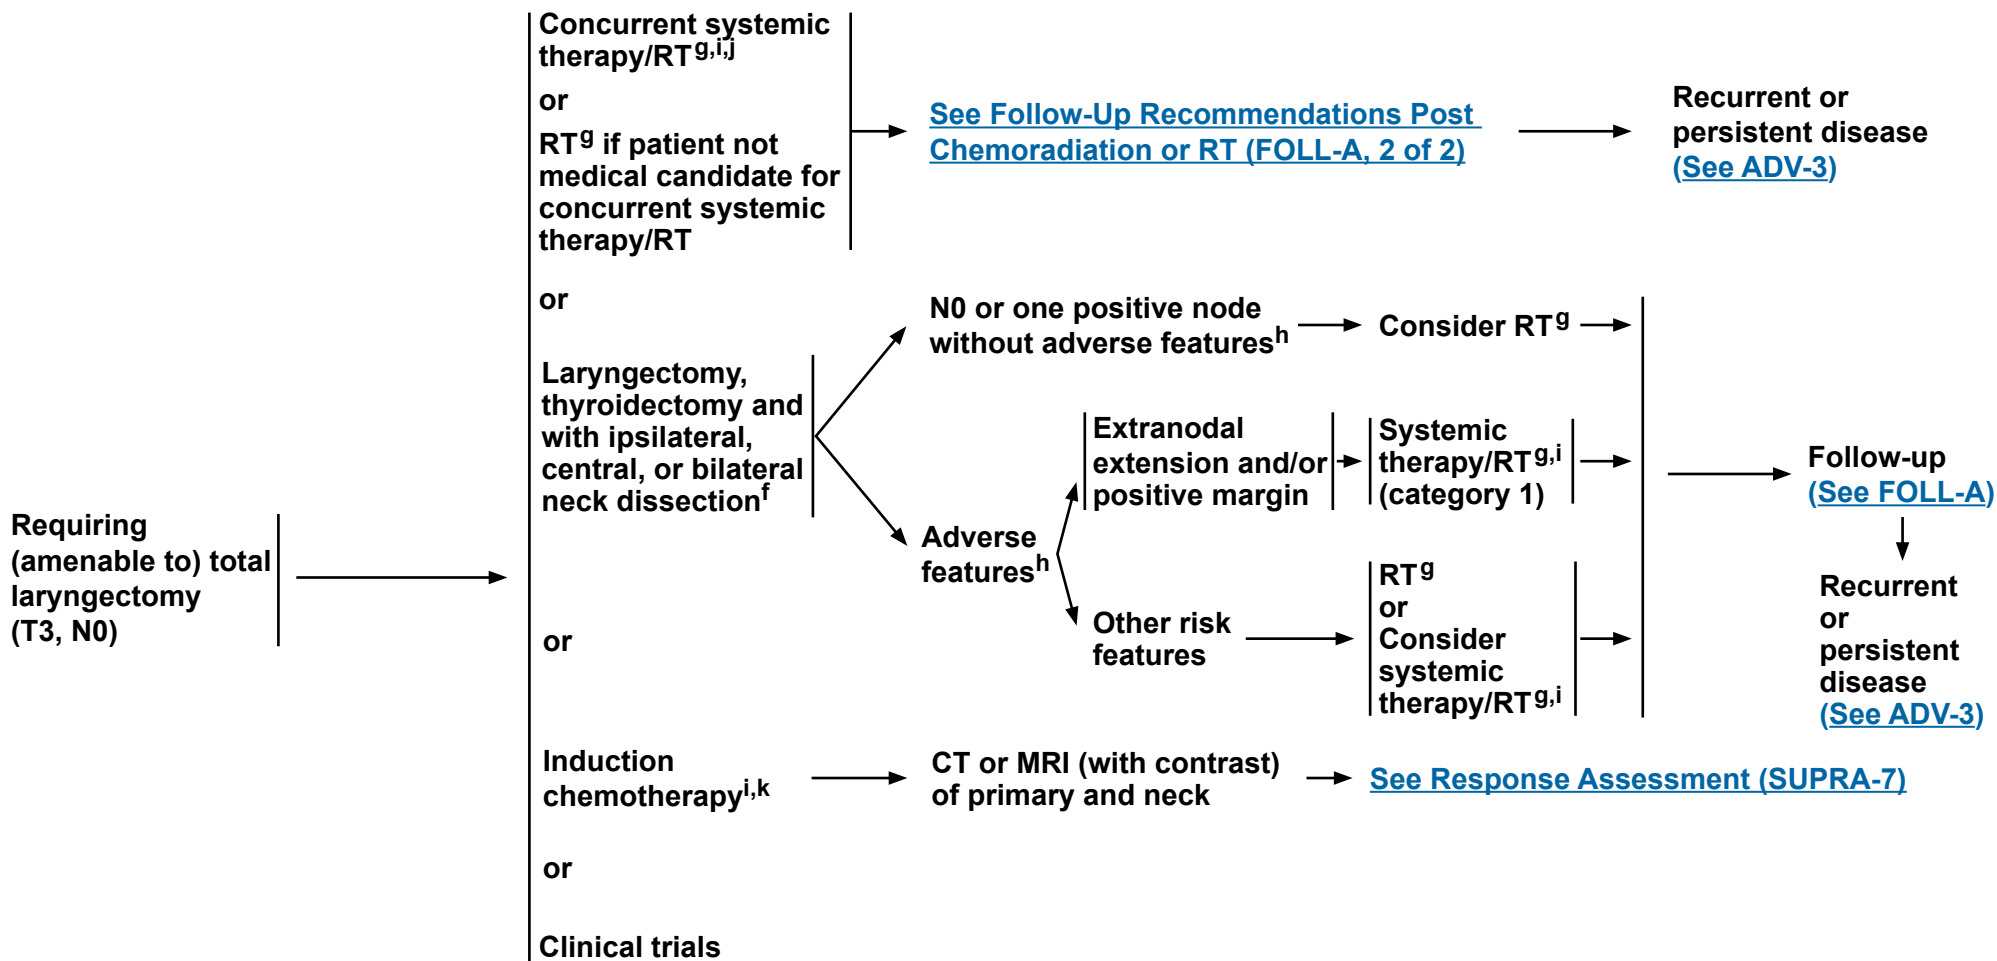 Requiring
(amenable to) total
laryngectomy
(T3, N0)
Concurrent systemic
therapy/RTg,i,j
or
RTg if patient not
medical candidate for
concurrent systemic
therapy/RT
See Follow-Up Recommendations Post
Chemoradiation or RT (FOLL-A, 2 of 2)
Recurrent or
persistent disease
(See ADV-3)
or
Laryngectomy,
thyroidectomy and
with ipsilateral,
central, or bilateral
neck dissectionf
N0 or one positive node
without adverse featuresh
Consider RTg
Adverse
featuresh
Extranodal
extension and/or
positive margin
Systemic
therapy/RTg,i
(category 1)
Other risk
features
RTg
or
Consider
systemic
therapy/RTg,i
Follow-up
(See FOLL-A)
Recurrent
or
persistent
disease
(See ADV-3)
or
Induction
chemotherapyi,k
CT or MRI (with contrast)
of primary and neck
See Response Assessment (SUPRA-7)
or
Clinical trials